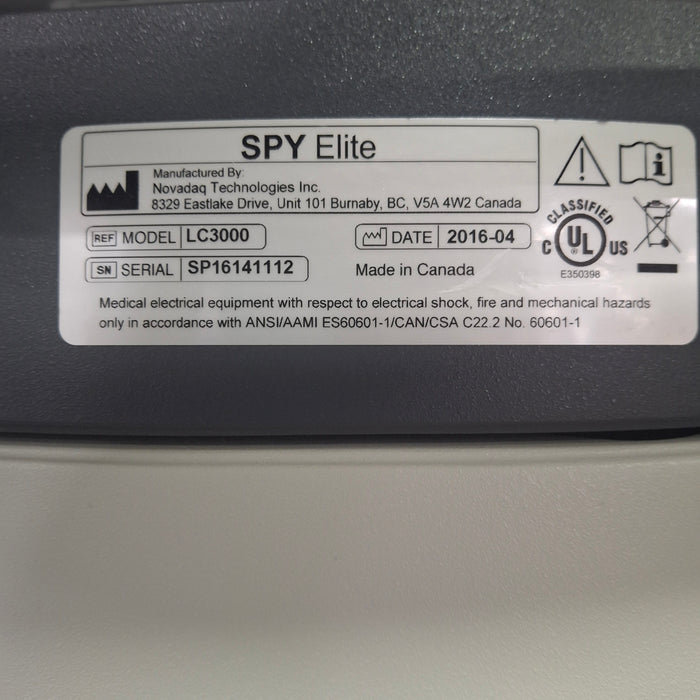 SPY Elite
Manufactured By:
Novadaq Technologies Inc.
8329 Eastlake Drive, Unit 101 Burnaby, BC, V5A 4W2 Canada
REF MODEL LC3000
DATE 2016-04
SN SERIAL SP16141112
Made in Canada
CLASSIFIED
C UL US
E350398
Medical electrical equipment with respect to electrical shock, fire and mechanical hazards
only in accordance with ANSI/AAMI ES60601-1/CAN/CSA C22.2 No. 60601-1